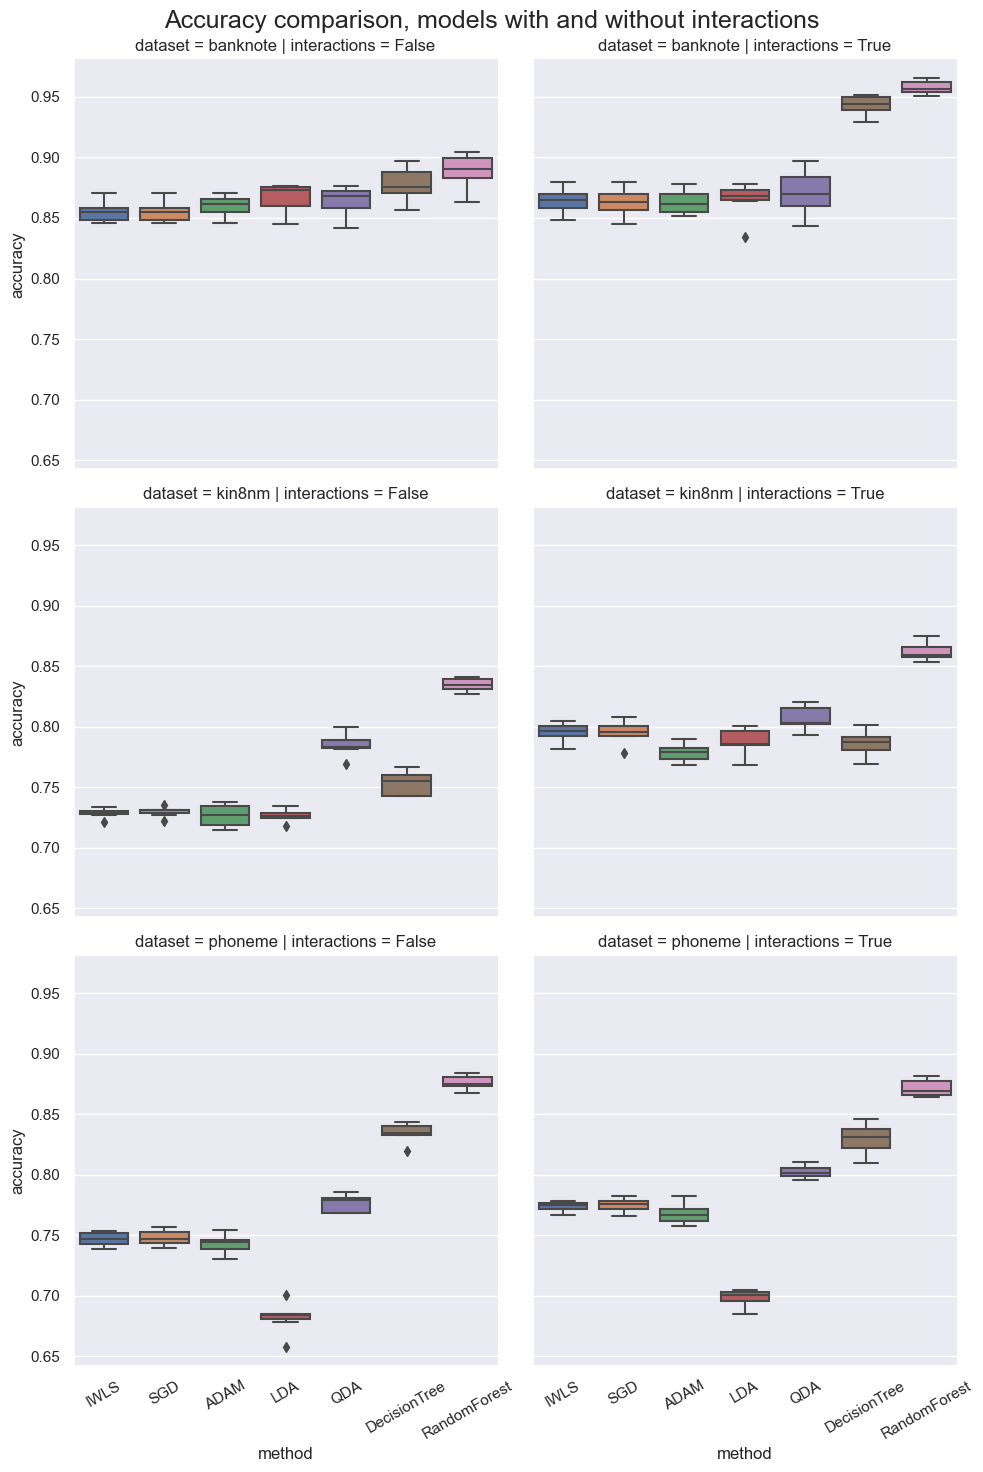 Accuracy comparison, models with and without interactions
dataset = banknote | interactions = False
dataset = banknote | interactions = True
0.95
0.90
0.85
0.80
0.75
0.70
0.65
accuracy
dataset = kin8nm | interactions = False
dataset = kin8nm | interactions = True
0.95
0.90
0.85
0.80
0.75
0.70
0.65
accuracy
dataset = phoneme | interactions = False
dataset = phoneme | interactions = True
0.95
0.90
0.85
0.80
0.75
0.70
0.65
accuracy
IWLS
SGD
ADAM
LDA
QDA
DecisionTree
RandomForest
method
IWLS
SGD
ADAM
LDA
QDA
DecisionTree
RandomForest
method